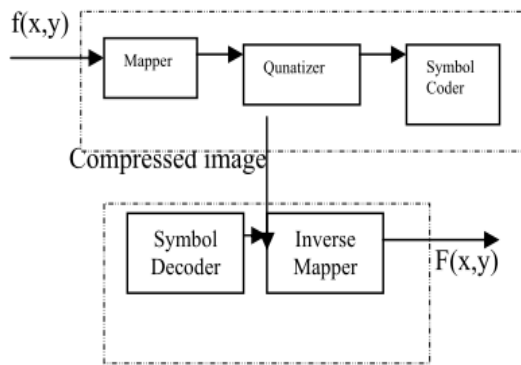 f(x,y)
Mapper
Qunatizer
Symbol
Coder
Compressed image
Symbol
Decoder
Inverse
Mapper
F(x,y)